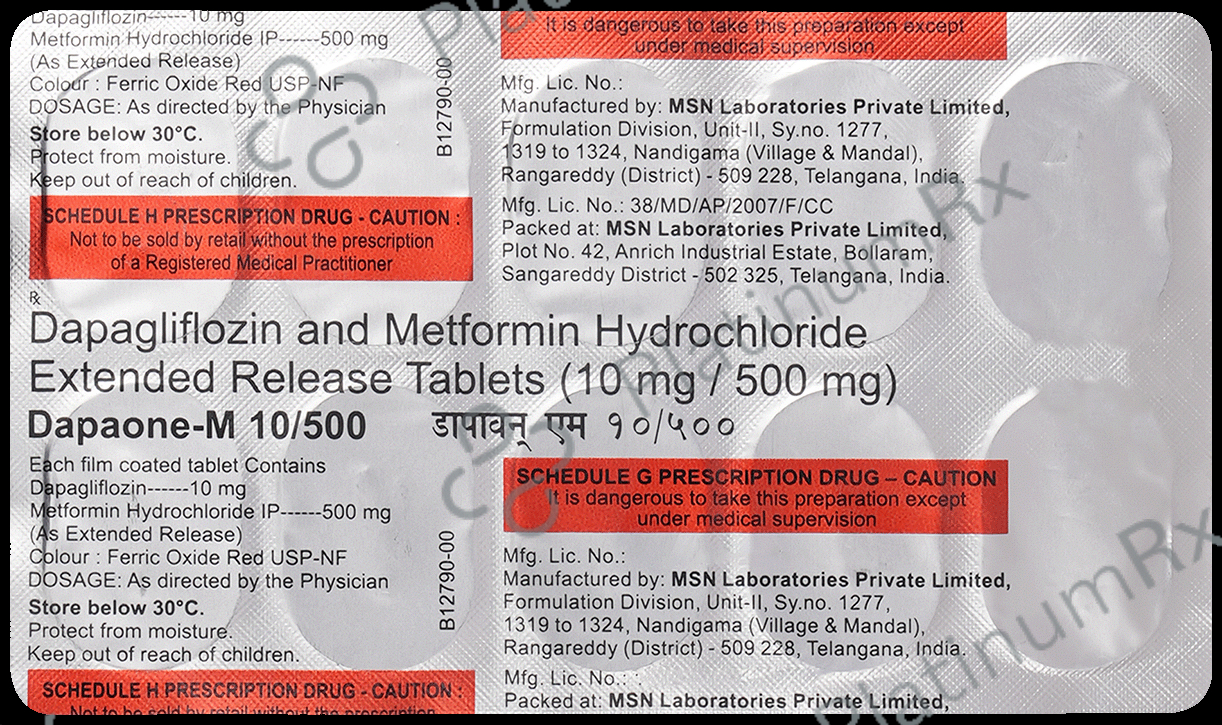 Dapagliflozin------10 mg
Metformin Hydrochloride IP------500 mg
(As Extended Release)
Colour : Ferric Oxide Red USP-NF
DOSAGE: As directed by the Physician
Store below 30°C.
Protect from moisture.
Keep out of reach of children.
B12790-00
SCHEDULE H PRESCRIPTION DRUG - CAUTION :
Not to be sold by retail without the prescription
of a Registered Medical Practitioner
It is dangerous to take this preparation except
under medical supervision
Mfg. Lic. No.:
Manufactured by: MSN Laboratories Private Limited,
Formulation Division, Unit-II, Sy.no. 1277,
1319 to 1324, Nandigama (Village & Mandal),
Rangareddy (District) - 509 228, Telangana, India.
Mfg. Lic. No.: 38/MD/AP/2007/F/CC
Packed at: MSN Laboratories Private Limited,
Plot No. 42, Anrich Industrial Estate, Bollaram,
Sangareddy District - 502 325, Telangana, India.
℞
Dapagliflozin and Metformin Hydrochloride
Extended Release Tablets (10 mg / 500 mg)
Dapaone-M 10/500 डापावन् एम १०/५००
Each film coated tablet Contains
Dapagliflozin------10 mg
Metformin Hydrochloride IP------500 mg
(As Extended Release)
Colour : Ferric Oxide Red USP-NF
DOSAGE: As directed by the Physician
Store below 30°C.
Protect from moisture.
Keep out of reach of children.
B12790-00
SCHEDULE H PRESCRIPTION DRUG - CAUTION :
Not to be sold by retail without the prescription
SCHEDULE G PRESCRIPTION DRUG – CAUTION
It is dangerous to take this preparation except
under medical supervision
Mfg. Lic. No.:
Manufactured by: MSN Laboratories Private Limited,
Formulation Division, Unit-II, Sy.no. 1277,
1319 to 1324, Nandigama (Village & Mandal),
Rangareddy (District) - 509 228, Telangana, India.
Mfg. Lic. No.:
Packed at: MSN Laboratories Private Limited,
PlatinumRx
PlatinumRx
PlatinumRx